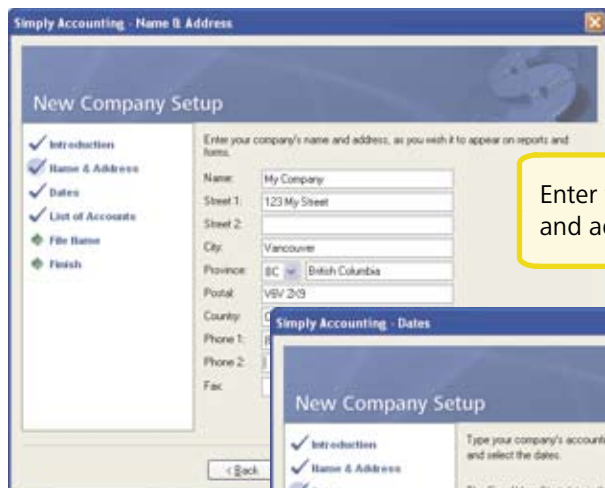 Simply Accounting - Name & Address
New Company Setup
Introduction
Name & Address
Dates
List of Accounts
File Name
Finish
Enter your company's name and address, as you wish it to appear on reports and
forms.
Name: My Company
Street 1: 123 My Street
Street 2:
City: Vancouver
Province: BC British Columbia
Postal: V6V 2X9
Country:
Phone 1:
Phone 2:
Fax:
< Back
Enter
and
Simply Accounting - Dates
New Company Setup
Introduction
Name & Address
Type your company's
and select the dates.